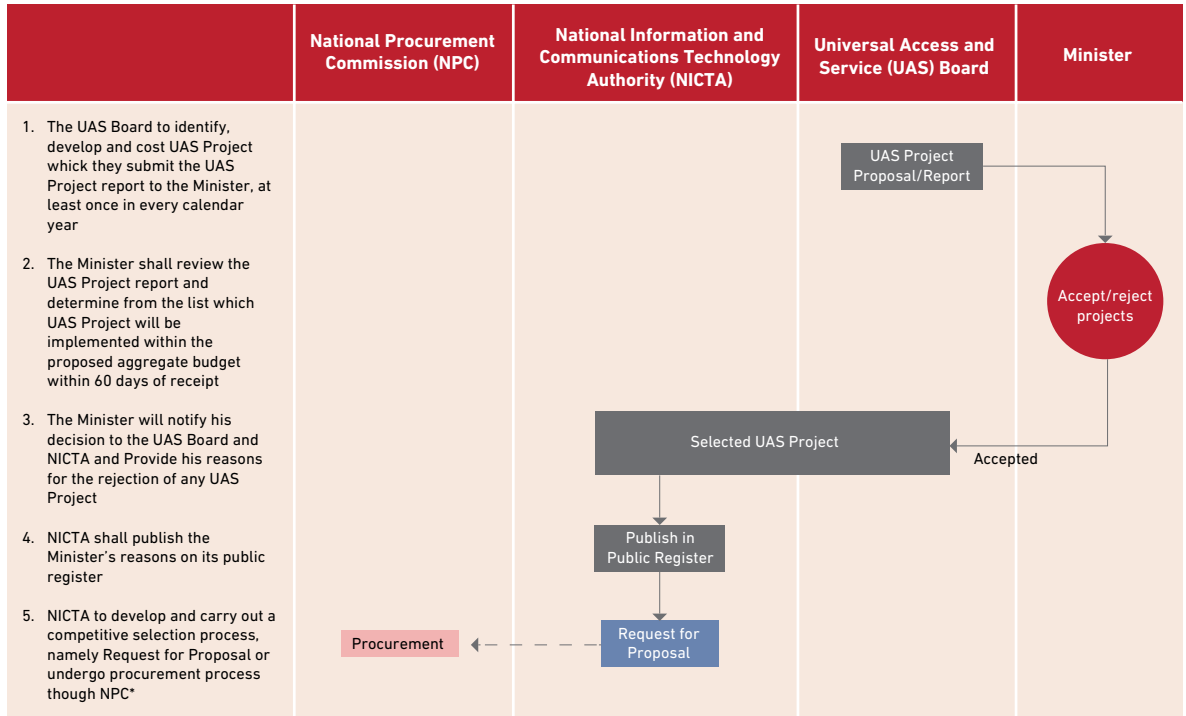 National Procurement
Commission (NPC)
National Information and
Communications Technology
Authority (NICTA)
Universal Access and
Service (UAS) Board
Minister
1. The UAS Board to identify,
develop and cost UAS Project
whick they submit the UAS
Project report to the Minister, at
least once in every calendar
year
2. The Minister shall review the
UAS Project report and
determine from the list which
UAS Project will be
implemented within the
proposed aggregate budget
within 60 days of receipt
3. The Minister will notify his
decision to the UAS Board and
NICTA and Provide his reasons
for the rejection of any UAS
Project
4. NICTA shall publish the
Minister's reasons on its public
register
5. NICTA to develop and carry out a
competitive selection process,
namely Request for Proposal or
undergo procurement process
though NPC*
UAS Project
Proposal/Report
Accept/reject
projects
Selected UAS Project
Accepted
Publish in
Public Register
Request for
Proposal
Procurement